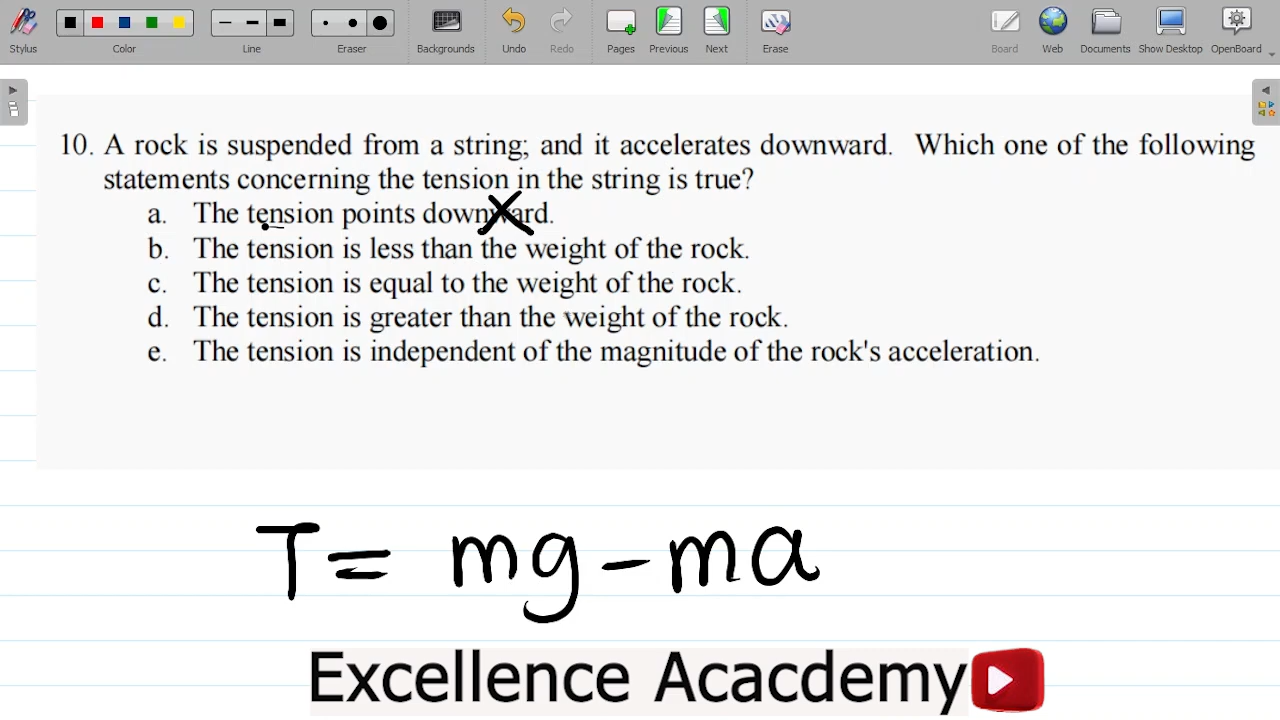 Stylus Color Line Eraser Backgrounds Undo Redo Pages Previous Next Erase Board Web Documents Show Desktop OpenBoard
10. A rock is suspended from a string; and it accelerates downward. Which one of the following
statements concerning the tension in the string is true?
a. The tension points downward.
b. The tension is less than the weight of the rock.
c. The tension is equal to the weight of the rock.
d. The tension is greater than the weight of the rock.
e. The tension is independent of the magnitude of the rock's acceleration.
T = mg - ma
Excellence Acacdemy